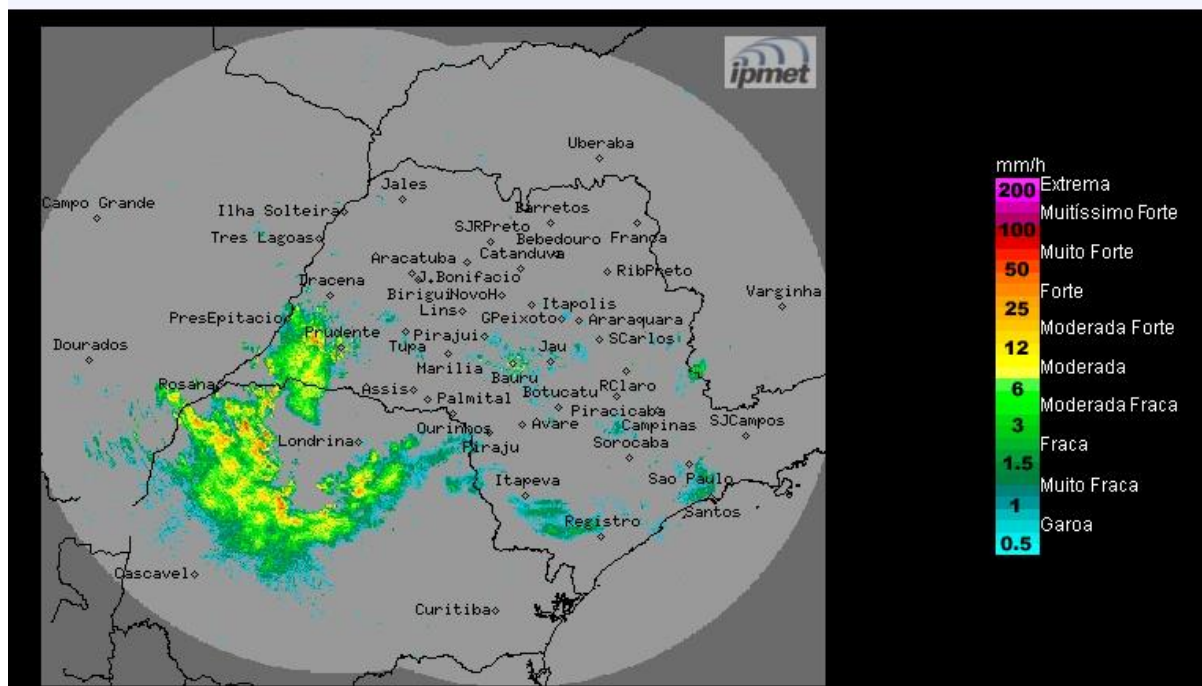 ipmet
Uberaba
Jales
Campo Grande
Ilha Solteira
Barretos
SJRPreto
Tres Lagoas
Bebedouro
Franca
Aracatuba
Catanduva
J.Bonifacio
RibPreto
Dracena
Birigui
NovoH
Itapolis
Varginha
Lins
PresEpitacio
GPeixoto
Araraquara
Prudente
Pirajui
SCarlos
Dourados
Tupa
Jau
Marilia
Bauru
Rosana
Assis
RClaro
Botucatu
Palmital
Piracicaba
Ourinhos
Avare
Campinas
SJCampos
Londrina
Piraju
Sorocaba
Itapeva
Sao Paulo
Registro
Santos
Cascavel
Curitiba
mm/h
200 Extrema
Muitíssimo Forte
100
Muito Forte
50
Forte
25
Moderada Forte
12
Moderada
6
Moderada Fraca
3
Fraca
1.5
Muito Fraca
1
Garoa
0.5